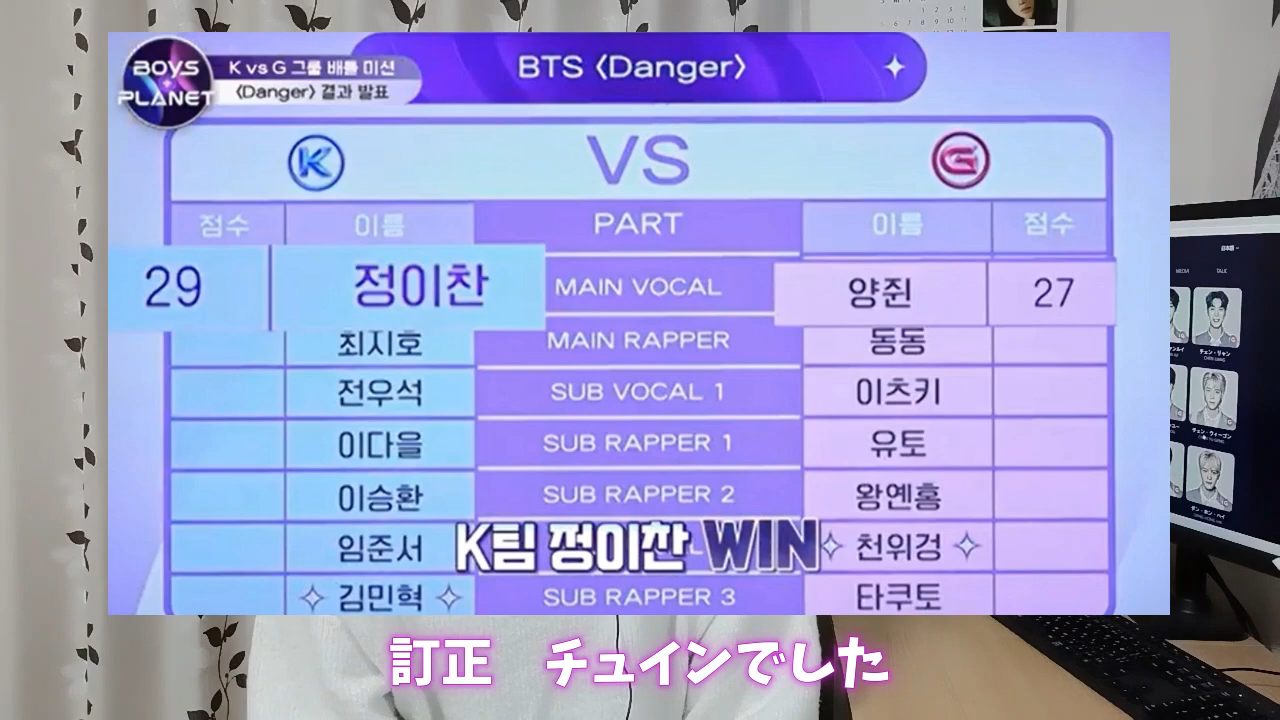 BOYS
PLANET
K vs G 그룹 배틀 미션
〈Danger〉 결과 발표
BTS 〈Danger〉
K VS G
점수 이름 PART 이름 점수
29 정이찬 MAIN VOCAL 양쥔 27
최지호 MAIN RAPPER 동동
전우석 SUB VOCAL 1 이츠키
이다을 SUB RAPPER 1 유토
이승환 SUB RAPPER 2 왕옌홍
임준서 천위겅
K팀 정이찬 WIN
김민혁 SUB RAPPER 3 타쿠토
訂正 チュインでした
日本語
MEDIA TALK